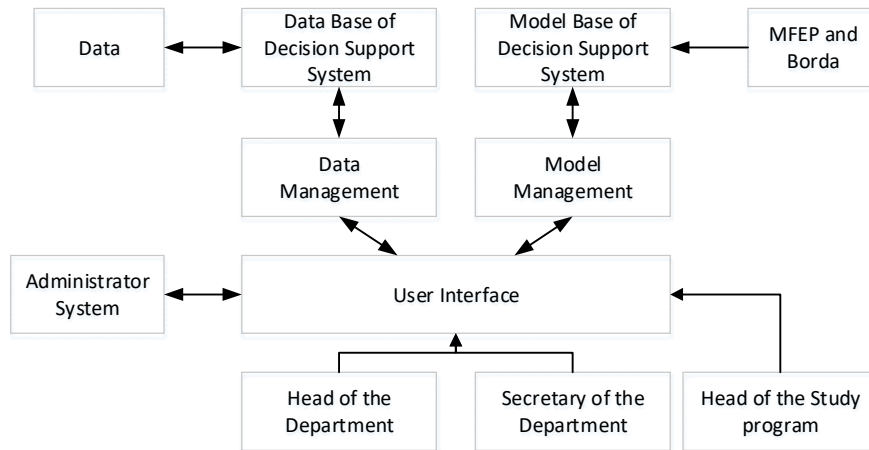 Data
Data Base of
Decision Support
System
Model Base of
Decision Support
System
MFEP and
Borda
Data
Management
Model
Management
Administrator
System
User Interface
Head of the
Department
Secretary of the
Department
Head of the Study
program